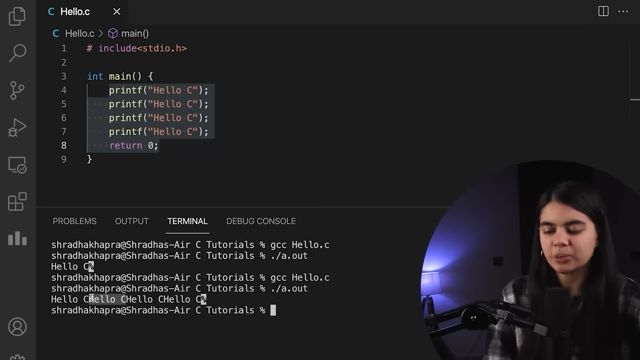 C Hello.c
C Hello.c > main()
1 # include<stdio.h>
2
3 int main() {
4 printf("Hello C");
5 printf("Hello C");
6 printf("Hello C");
7 printf("Hello C");
8 return 0;
9 }
PROBLEMS OUTPUT TERMINAL DEBUG CONSOLE
shradhakhapra@Shradhas-Air C Tutorials % gcc Hello.c
shradhakhapra@Shradhas-Air C Tutorials % ./a.out
Hello C%
shradhakhapra@Shradhas-Air C Tutorials % gcc Hello.c
shradhakhapra@Shradhas-Air C Tutorials % ./a.out
Hello CHello CHello CHello C%
shradhakhapra@Shradhas-Air C Tutorials %